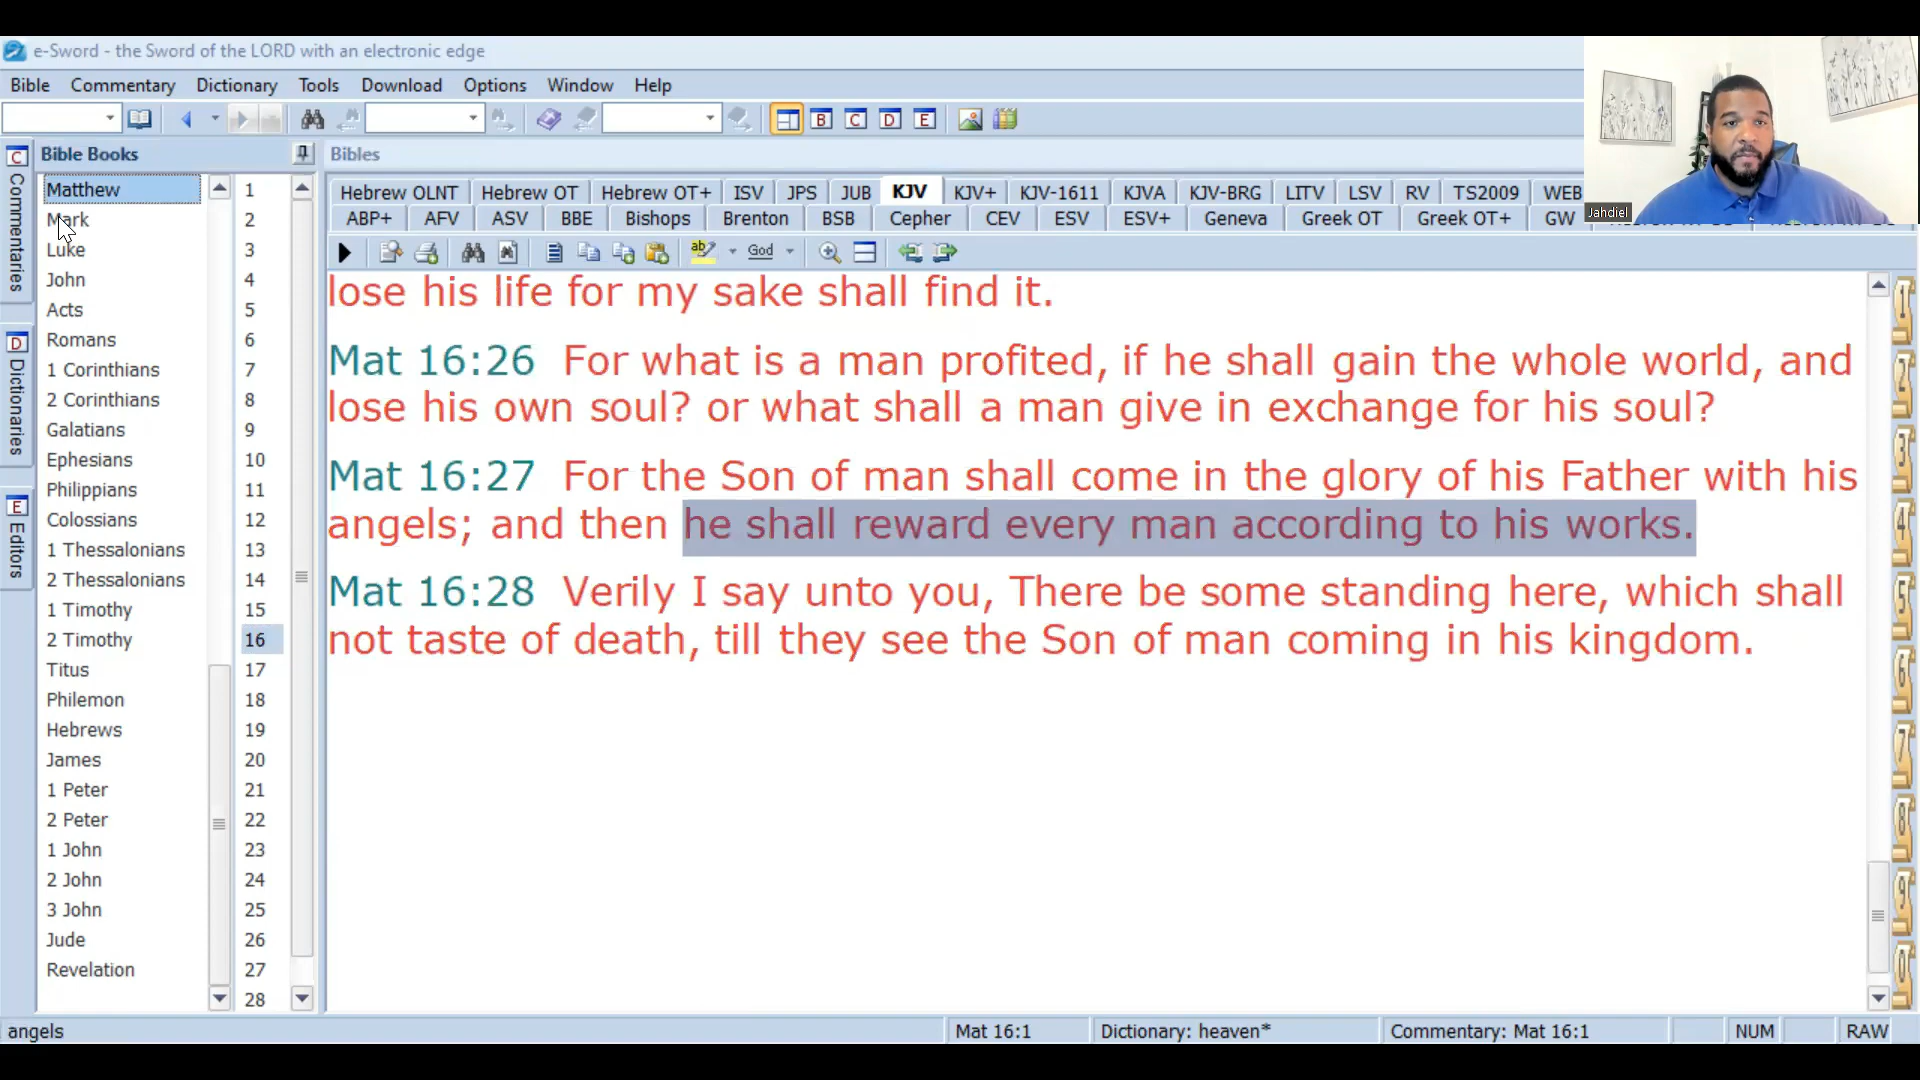 e-Sword - the Sword of the LORD with an electronic edge
Bible Commentary Dictionary Tools Download Options Window Help
B C D E
C Commentaries
D Dictionaries
E Editors
Bible Books
Matthew 1
Mark 2
Luke 3
John 4
Acts 5
Romans 6
1 Corinthians 7
2 Corinthians 8
Galatians 9
Ephesians 10
Philippians 11
Colossians 12
1 Thessalonians 13
2 Thessalonians 14
1 Timothy 15
2 Timothy 16
Titus 17
Philemon 18
Hebrews 19
James 20
1 Peter 21
2 Peter 22
1 John 23
2 John 24
3 John 25
Jude 26
Revelation 27
28
Bibles
Hebrew OLNT Hebrew OT Hebrew OT+ ISV JPS JUB KJV KJV+ KJV-1611 KJVA KJV-BRG LITV LSV RV TS2009 WEB
ABP+ AFV ASV BBE Bishops Brenton BSB Cepher CEV ESV ESV+ Geneva Greek OT Greek OT+ GW
ab God
lose his life for my sake shall find it.
Mat 16:26 For what is a man profited, if he shall gain the whole world, and
lose his own soul? or what shall a man give in exchange for his soul?
Mat 16:27 For the Son of man shall come in the glory of his Father with his
angels; and then he shall reward every man according to his works.
Mat 16:28 Verily I say unto you, There be some standing here, which shall
not taste of death, till they see the Son of man coming in his kingdom.
Jahdiel
1
2
3
4
5
6
7
8
9
0
angels Mat 16:1 Dictionary: heaven* Commentary: Mat 16:1 NUM RAW